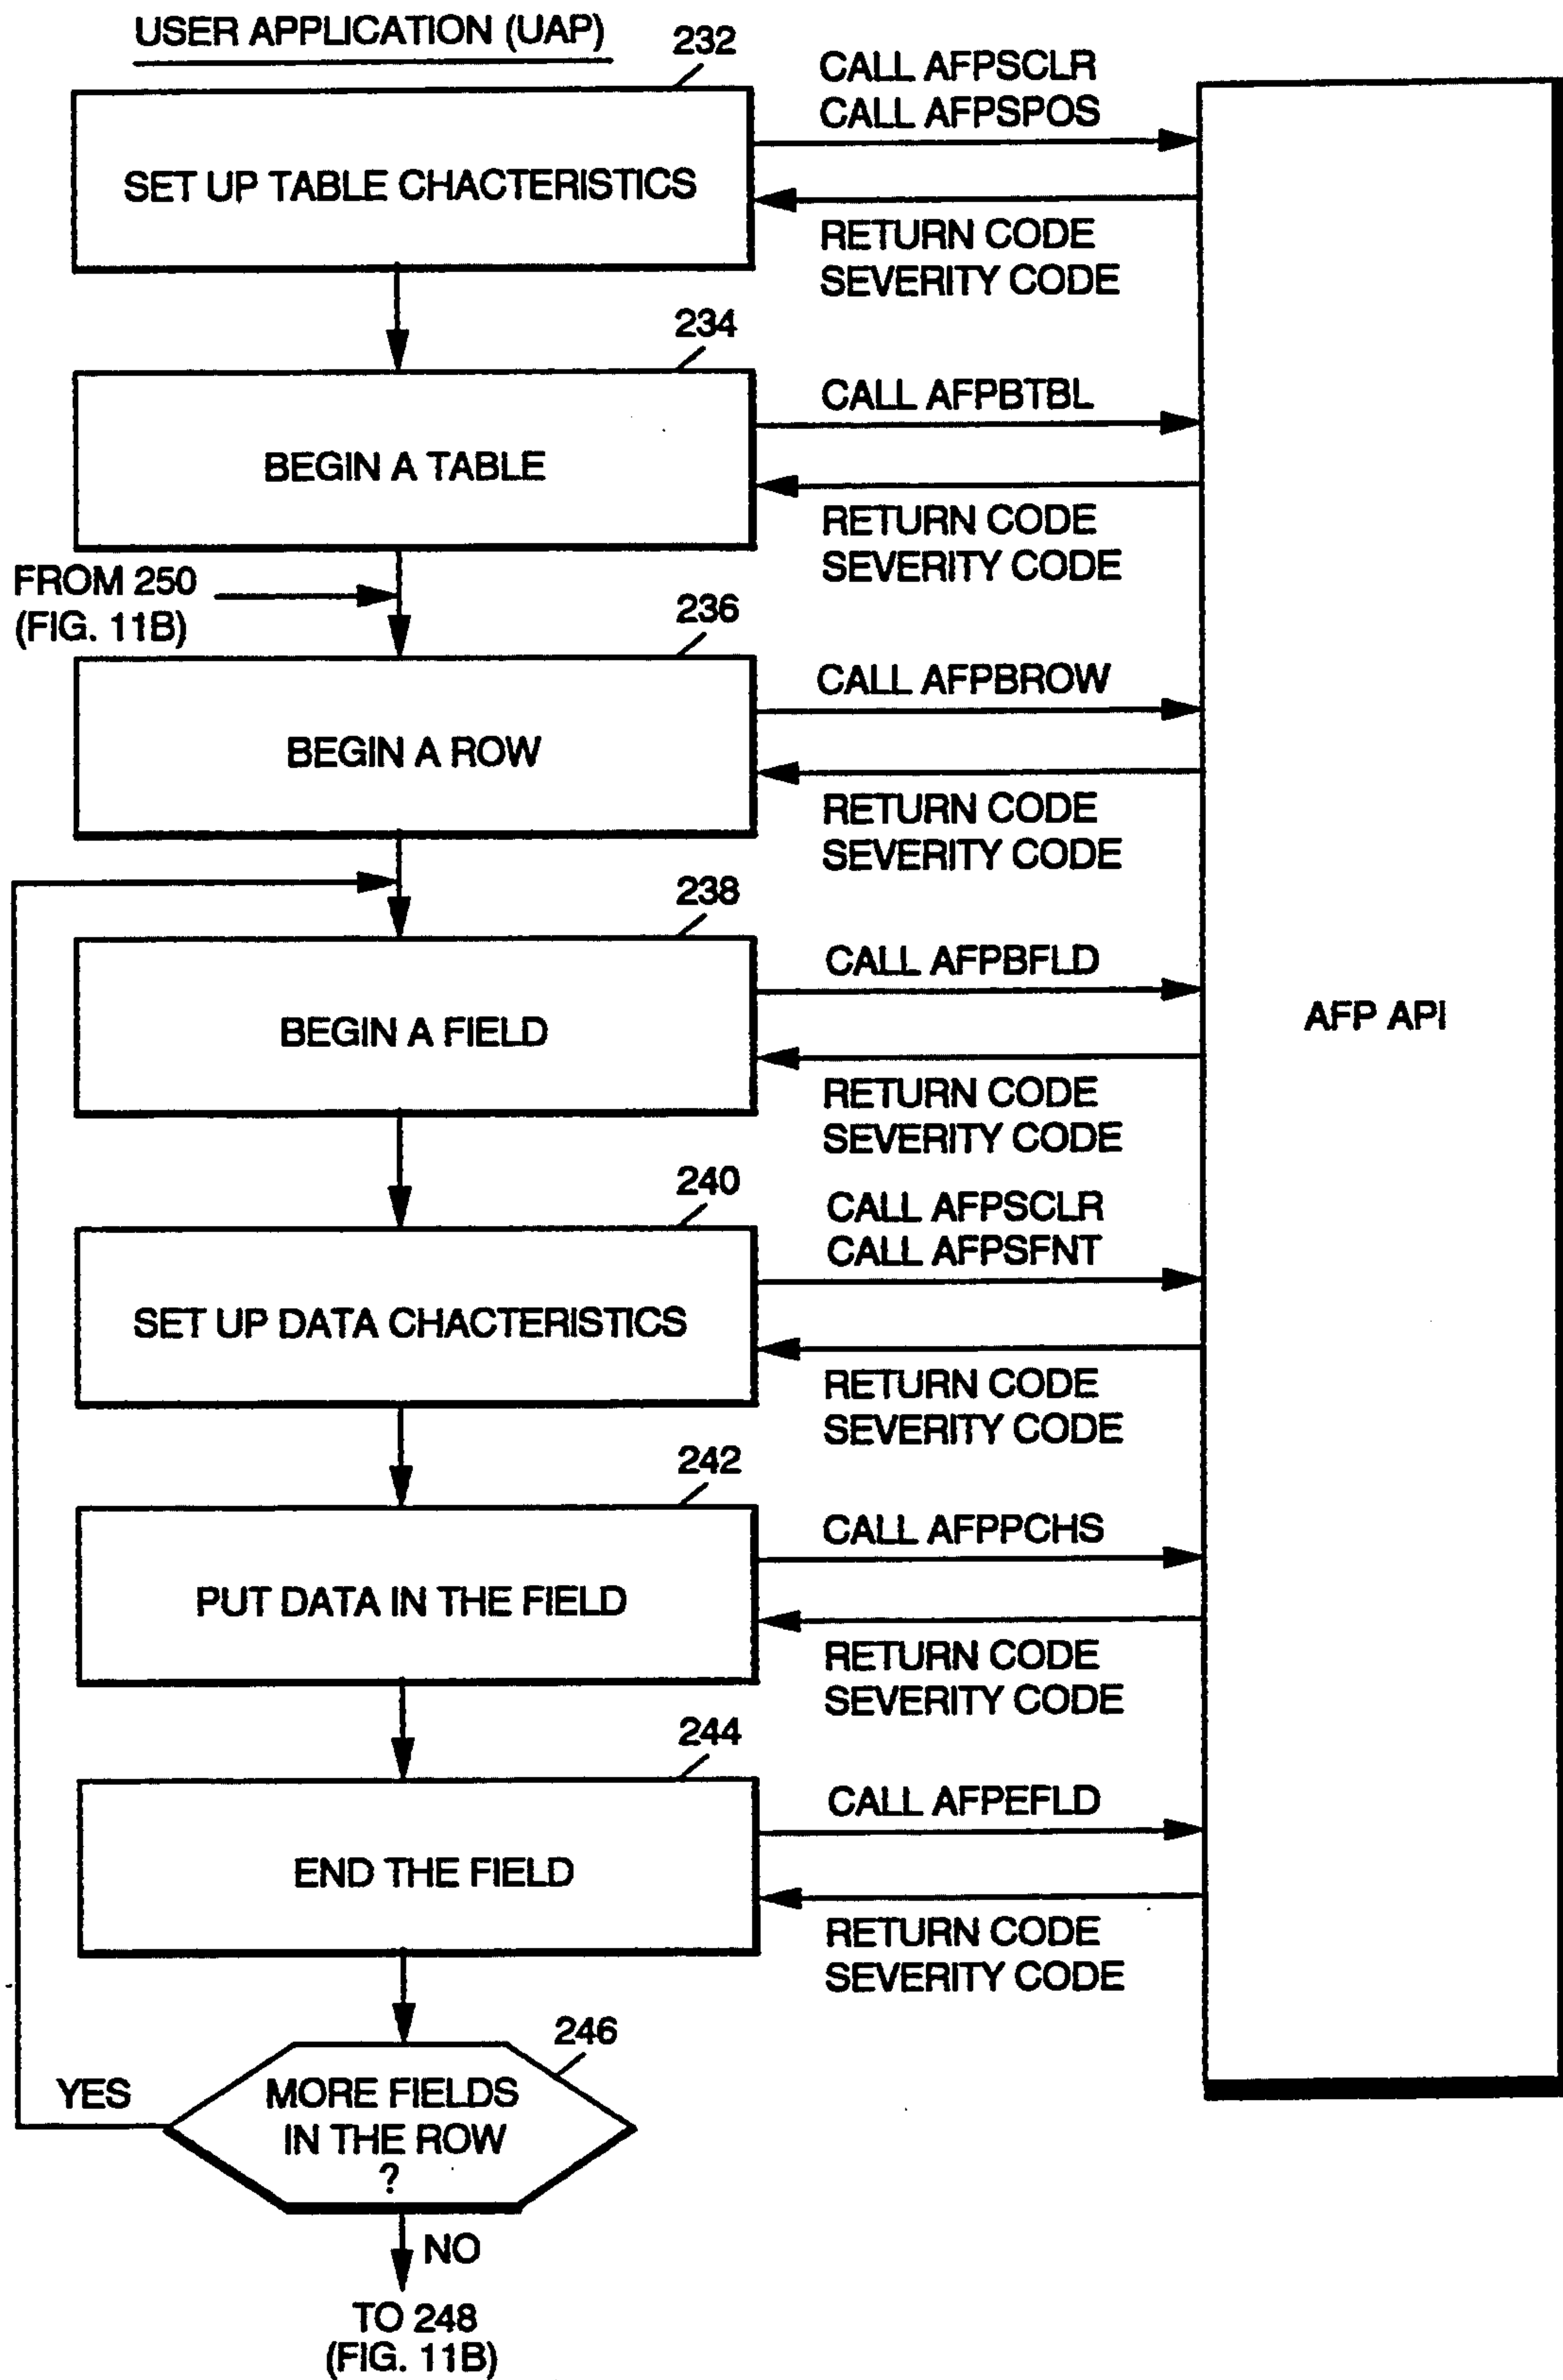 USER APPLICATION (UAP)
232
CALL AFPSCLR
CALL AFPSPOS
SET UP TABLE CHACTERISTICS
RETURN CODE
SEVERITY CODE
234
CALL AFPBTBL
BEGIN A TABLE
RETURN CODE
SEVERITY CODE
FROM 250
(FIG. 11B)
236
CALL AFPBROW
BEGIN A ROW
RETURN CODE
SEVERITY CODE
238
CALL AFPBFLD
BEGIN A FIELD
AFP API
RETURN CODE
SEVERITY CODE
240
CALL AFPSCLR
CALL AFPSFNT
SET UP DATA CHACTERISTICS
RETURN CODE
SEVERITY CODE
242
CALL AFPPCHS
PUT DATA IN THE FIELD
RETURN CODE
SEVERITY CODE
244
CALL AFPEFLD
END THE FIELD
RETURN CODE
SEVERITY CODE
246
YES
MORE FIELDS
IN THE ROW
?
NO
TO 248
(FIG. 11B)